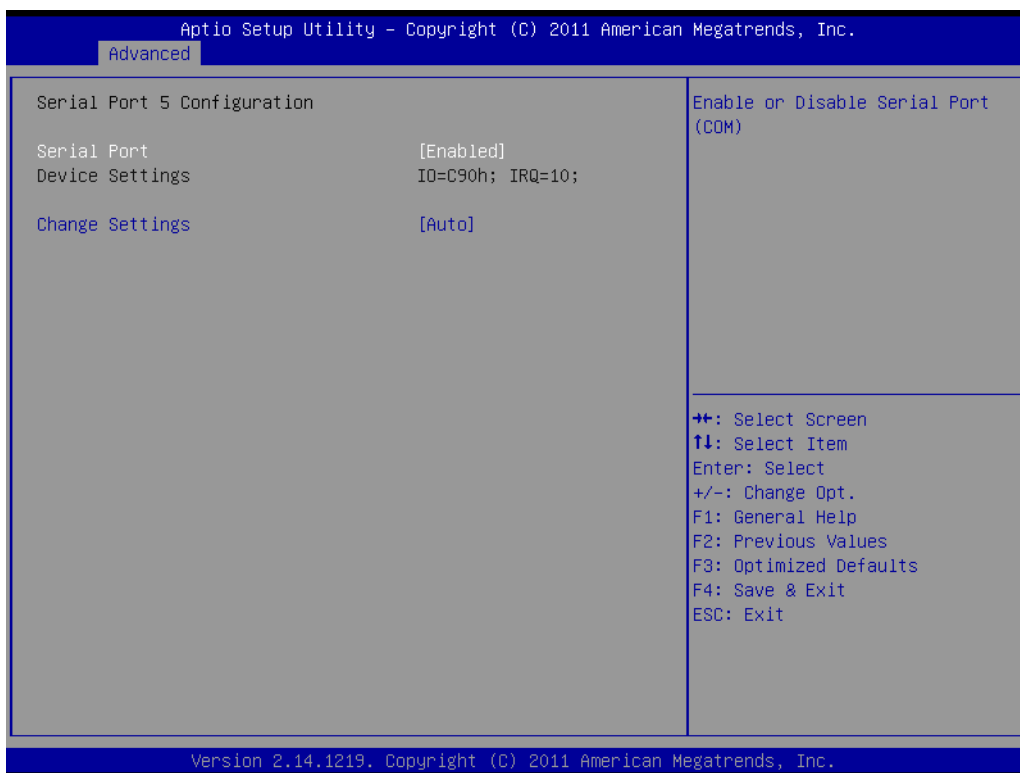 Aptio Setup Utility – Copyright (C) 2011 American Megatrends, Inc.
Advanced
Serial Port 5 Configuration
Serial Port [Enabled]
Device Settings IO=C90h; IRQ=10;
Change Settings [Auto]
Enable or Disable Serial Port
(COM)
→←: Select Screen
↑↓: Select Item
Enter: Select
+/-: Change Opt.
F1: General Help
F2: Previous Values
F3: Optimized Defaults
F4: Save & Exit
ESC: Exit
Version 2.14.1219. Copyright (C) 2011 American Megatrends, Inc.